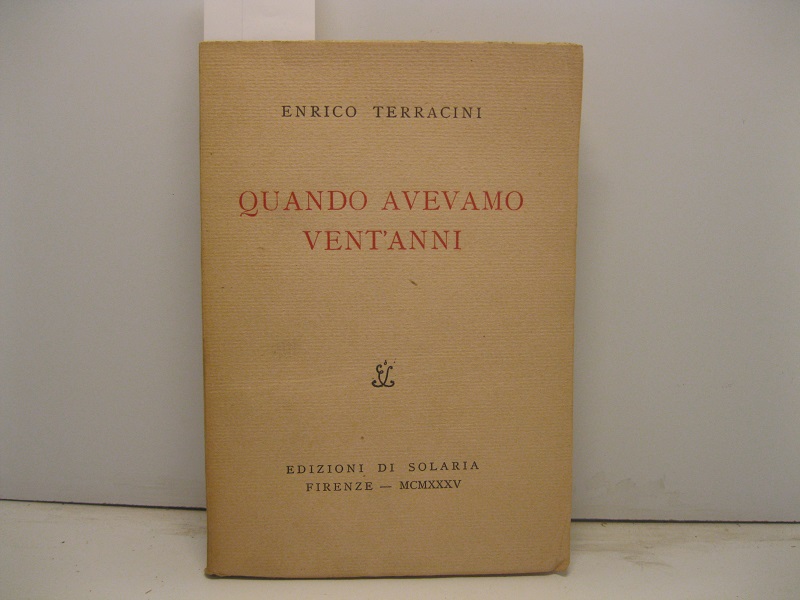 ENRICO TERRACINI
QUANDO AVEVAMO
VENT'ANNI
EDIZIONI DI SOLARIA
FIRENZE — MCMXXXV